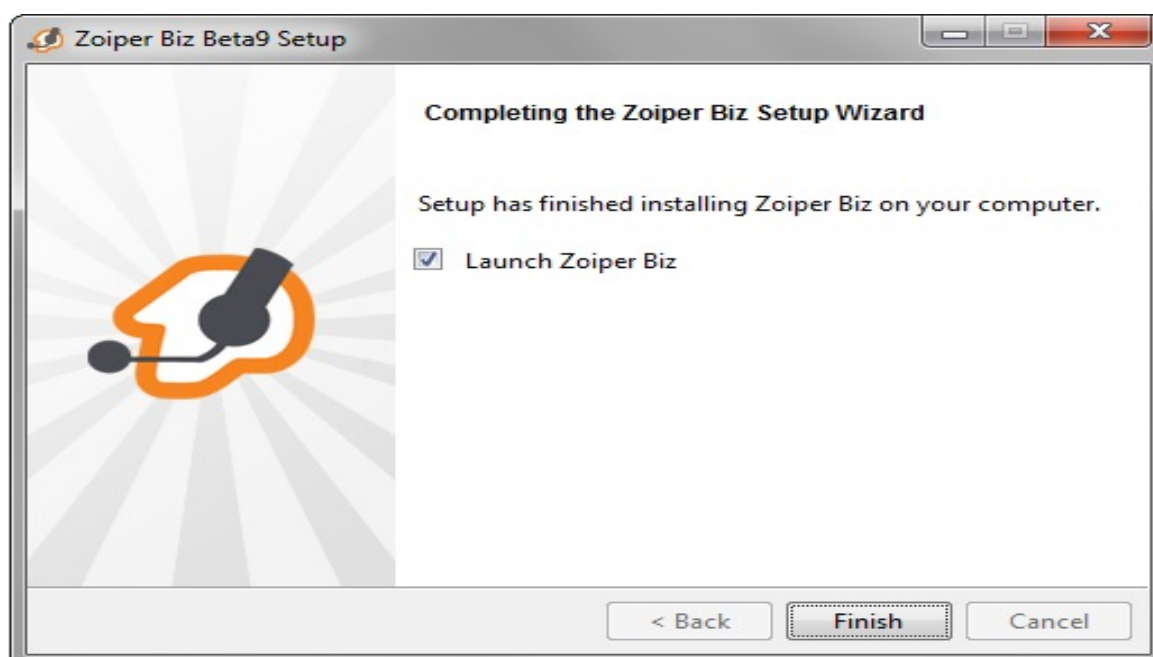 Zoiper Biz Beta9 Setup
Completing the Zoiper Biz Setup Wizard
Setup has finished installing Zoiper Biz on your computer.
Launch Zoiper Biz
< Back
Finish
Cancel